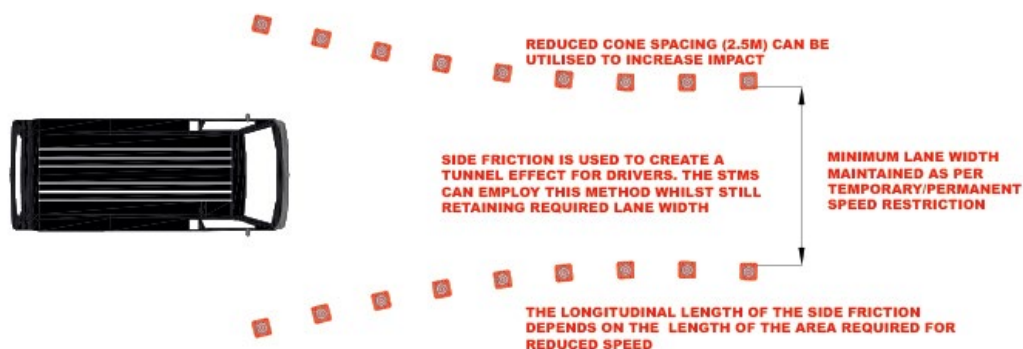 REDUCED CONE SPACING (2.5M) CAN BE
UTILISED TO INCREASE IMPACT
SIDE FRICTION IS USED TO CREATE A
TUNNEL EFFECT FOR DRIVERS. THE STMS
CAN EMPLOY THIS METHOD WHILST STILL
RETAINING REQUIRED LANE WIDTH
MINIMUM LANE WIDTH
MAINTAINED AS PER
TEMPORARY/PERMANENT
SPEED RESTRICTION
THE LONGITUDINAL LENGTH OF THE SIDE FRICTION
DEPENDS ON THE LENGTH OF THE AREA REQUIRED FOR
REDUCED SPEED